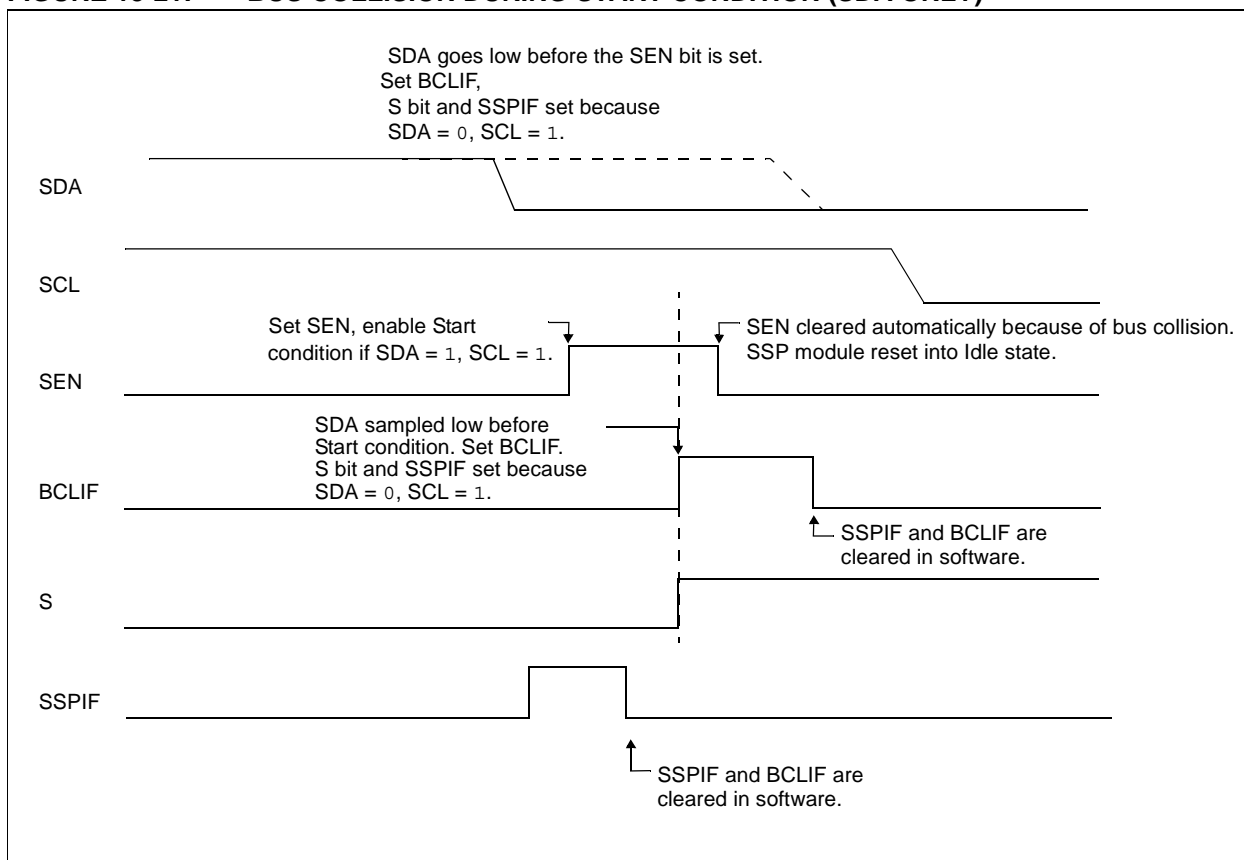 SDA goes low before the SEN bit is set.
Set BCLIF,
S bit and SSPIF set because
SDA = 0, SCL = 1.
SDA
SCL
Set SEN, enable Start
condition if SDA = 1, SCL = 1.
SEN cleared automatically because of bus collision.
SSP module reset into Idle state.
SEN
SDA sampled low before
Start condition. Set BCLIF.
S bit and SSPIF set because
SDA = 0, SCL = 1.
BCLIF
SSPIF and BCLIF are
cleared in software.
S
SSPIF
SSPIF and BCLIF are
cleared in software.